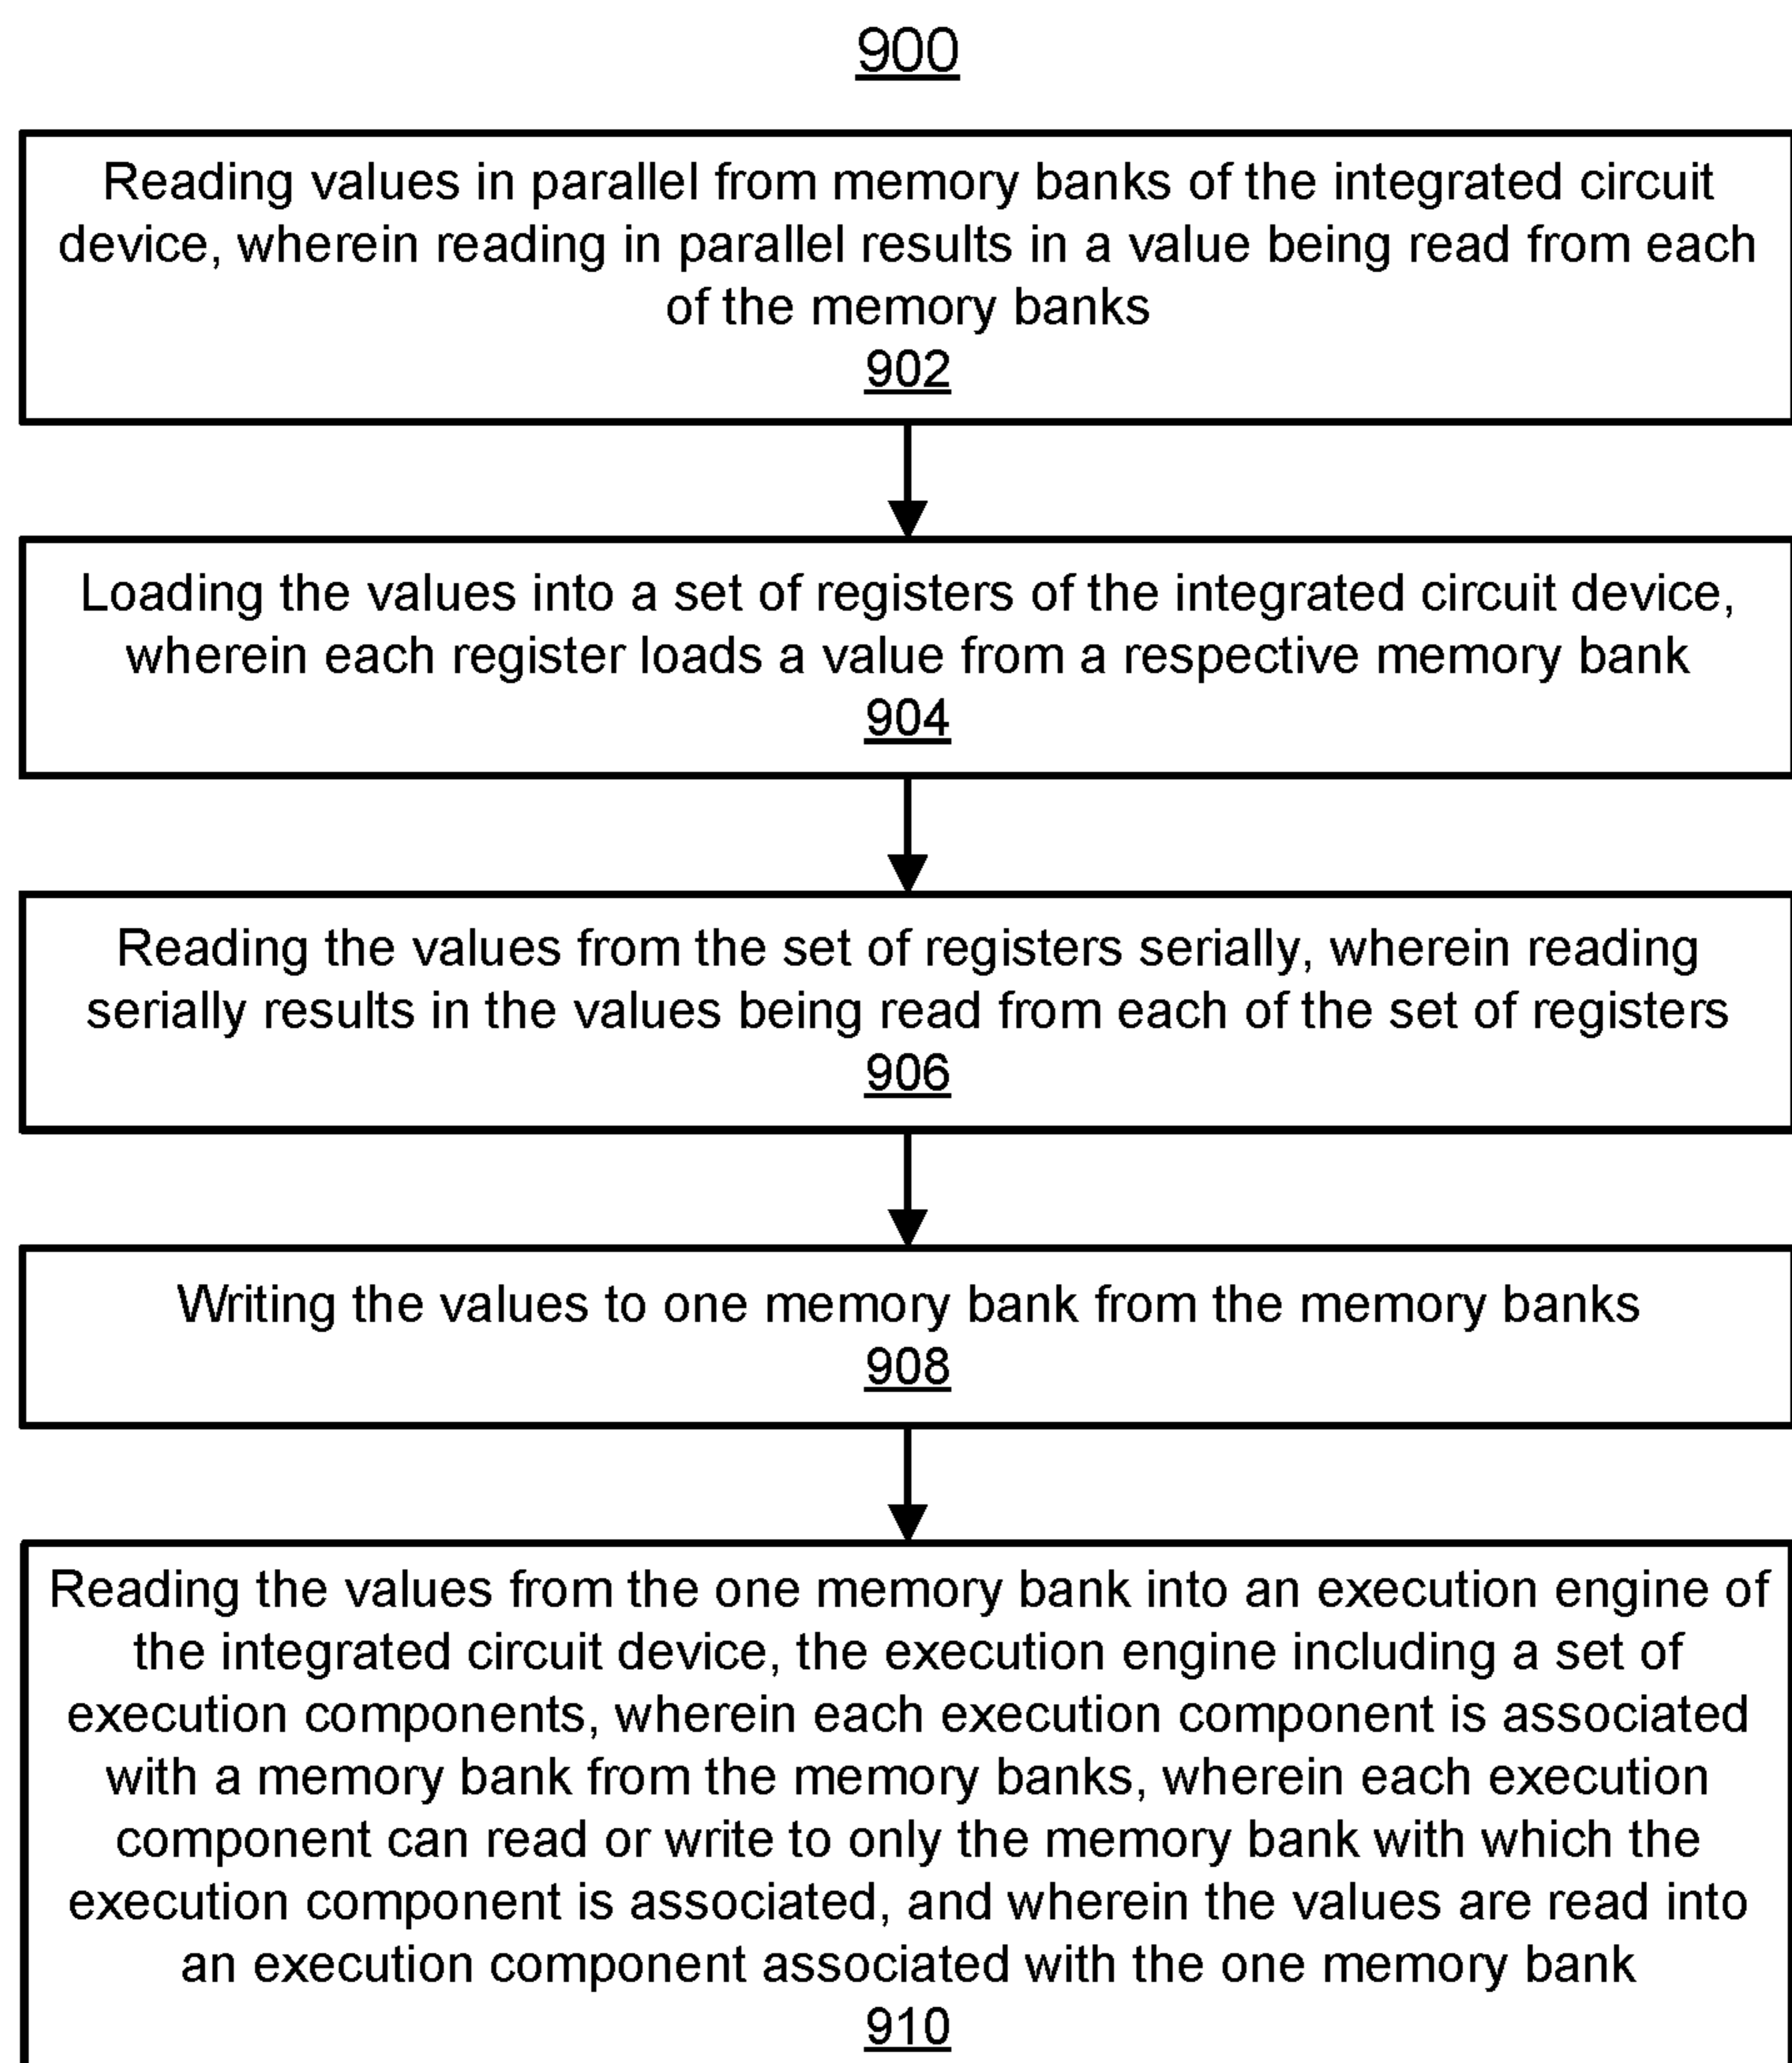 900
Reading values in parallel from memory banks of the integrated circuit
device, wherein reading in parallel results in a value being read from each
of the memory banks
902
Loading the values into a set of registers of the integrated circuit device,
wherein each register loads a value from a respective memory bank
904
Reading the values from the set of registers serially, wherein reading
serially results in the values being read from each of the set of registers
906
Writing the values to one memory bank from the memory banks
908
Reading the values from the one memory bank into an execution engine of
the integrated circuit device, the execution engine including a set of
execution components, wherein each execution component is associated
with a memory bank from the memory banks, wherein each execution
component can read or write to only the memory bank with which the
execution component is associated, and wherein the values are read into
an execution component associated with the one memory bank
910